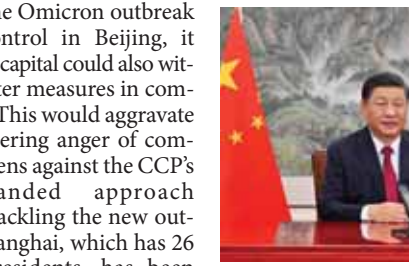 he Omicron outbreak
ntrol in Beijing, it
capital could also wit-
ter measures in com-
This would aggravate
ering anger of com-
ens against the CCP's
anded approach
ackling the new out-
anghai, which has 26